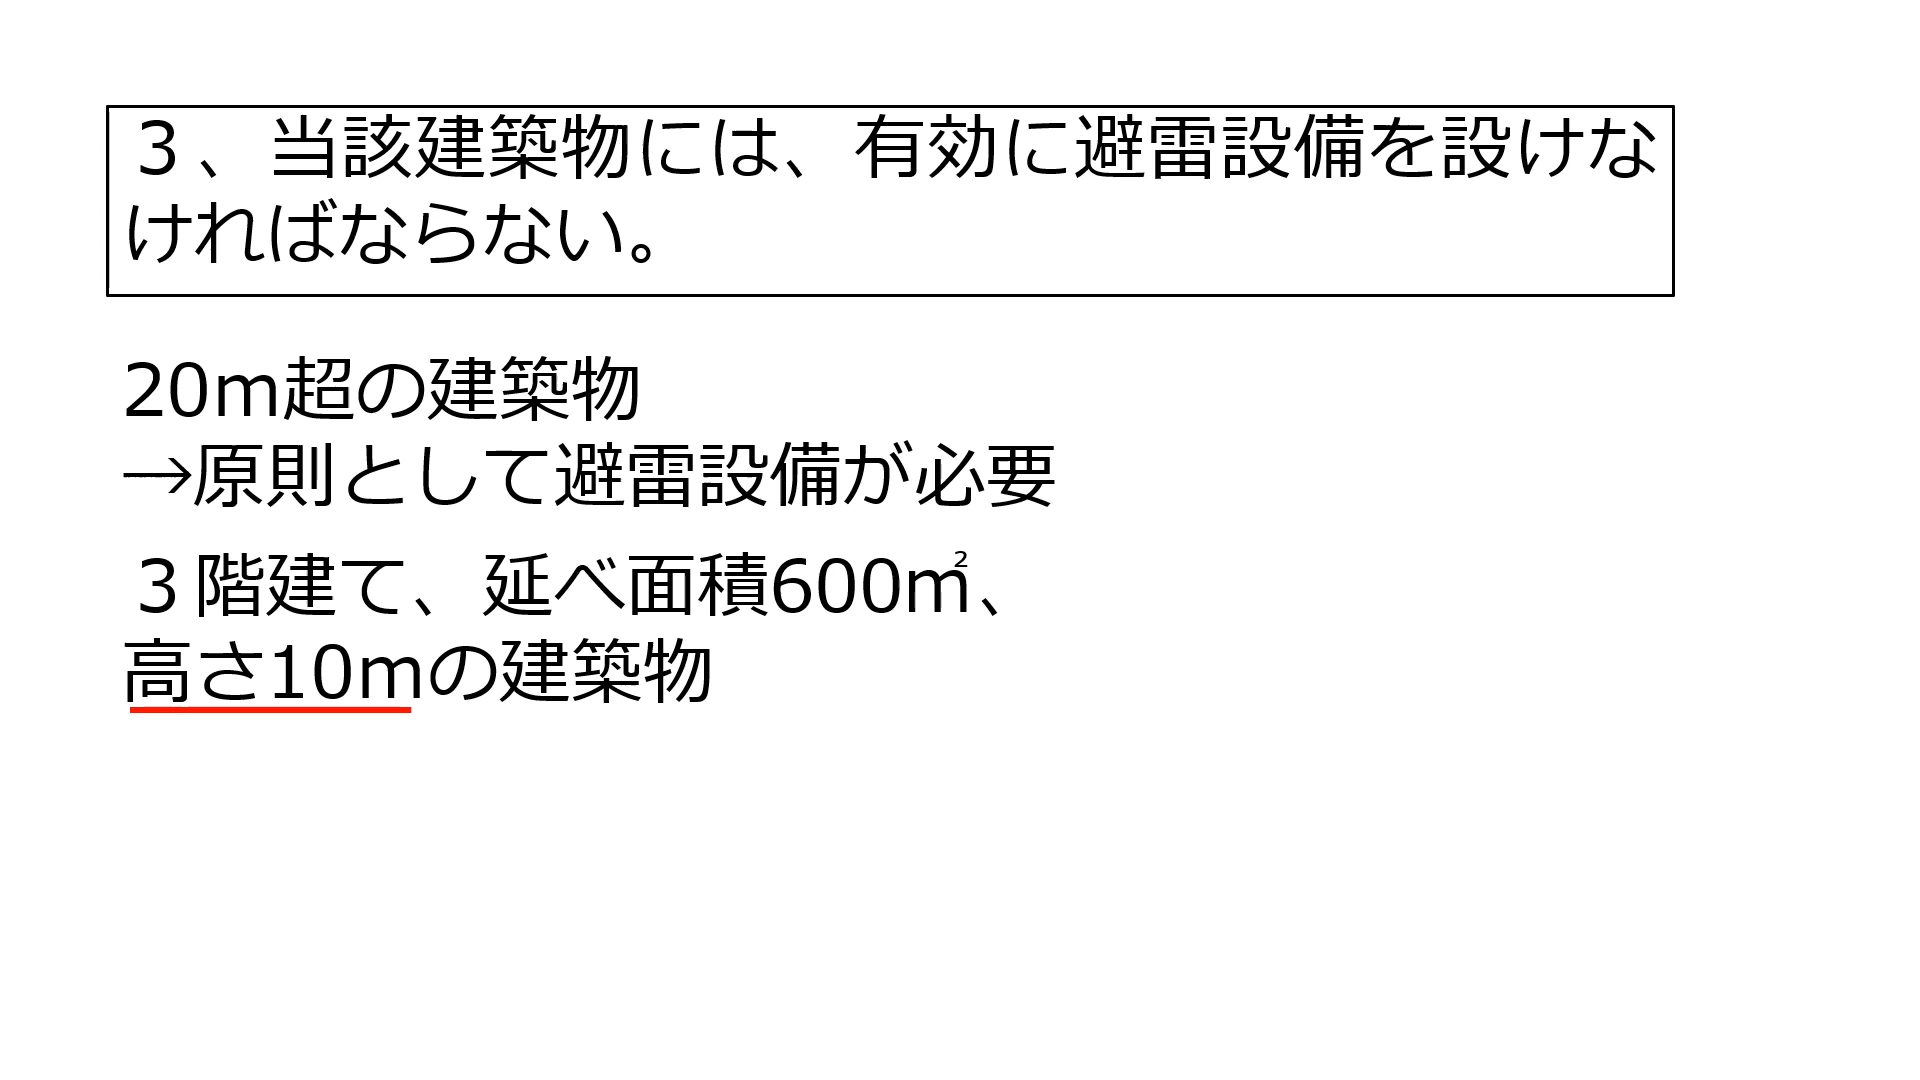 ３、当該建築物には、有効に避雷設備を設けな
ければならない。
20m超の建築物
→原則として避雷設備が必要
３階建て、延べ面積600㎡、
高さ10mの建築物